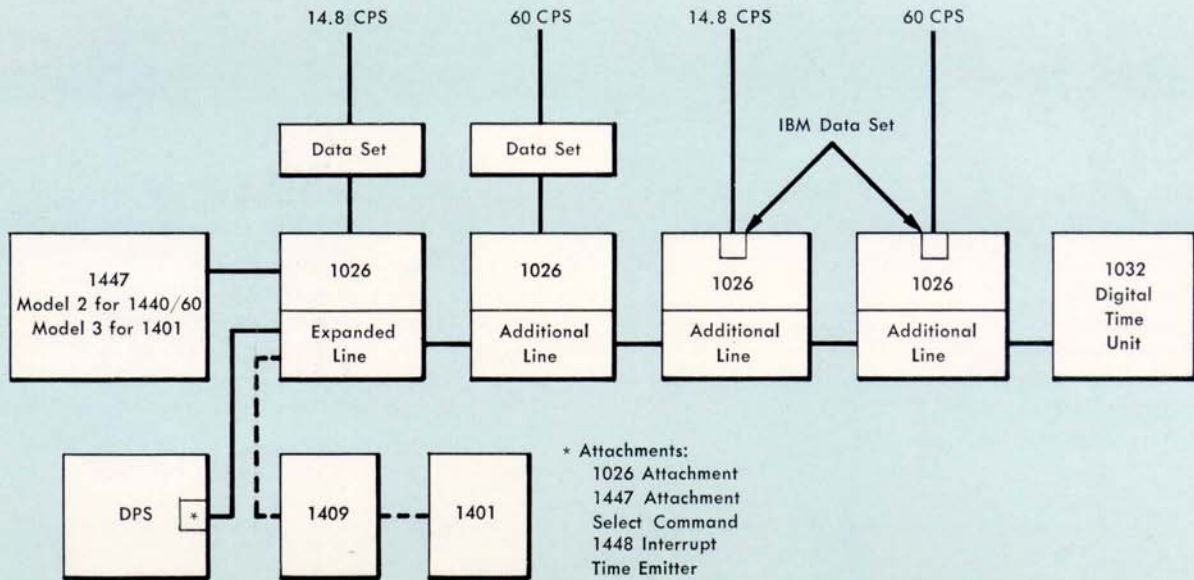 14.8 CPS
60 CPS
14.8 CPS
60 CPS
Data Set
Data Set
IBM Data Set
1447
Model 2 for 1440/60
Model 3 for 1401
1026
Expanded
Line
1026
Additional
Line
1026
Additional
Line
1026
Additional
Line
1032
Digital
Time
Unit
DPS
*
1409
1401
* Attachments:
1026 Attachment
1447 Attachment
Select Command
1448 Interrupt
Time Emitter